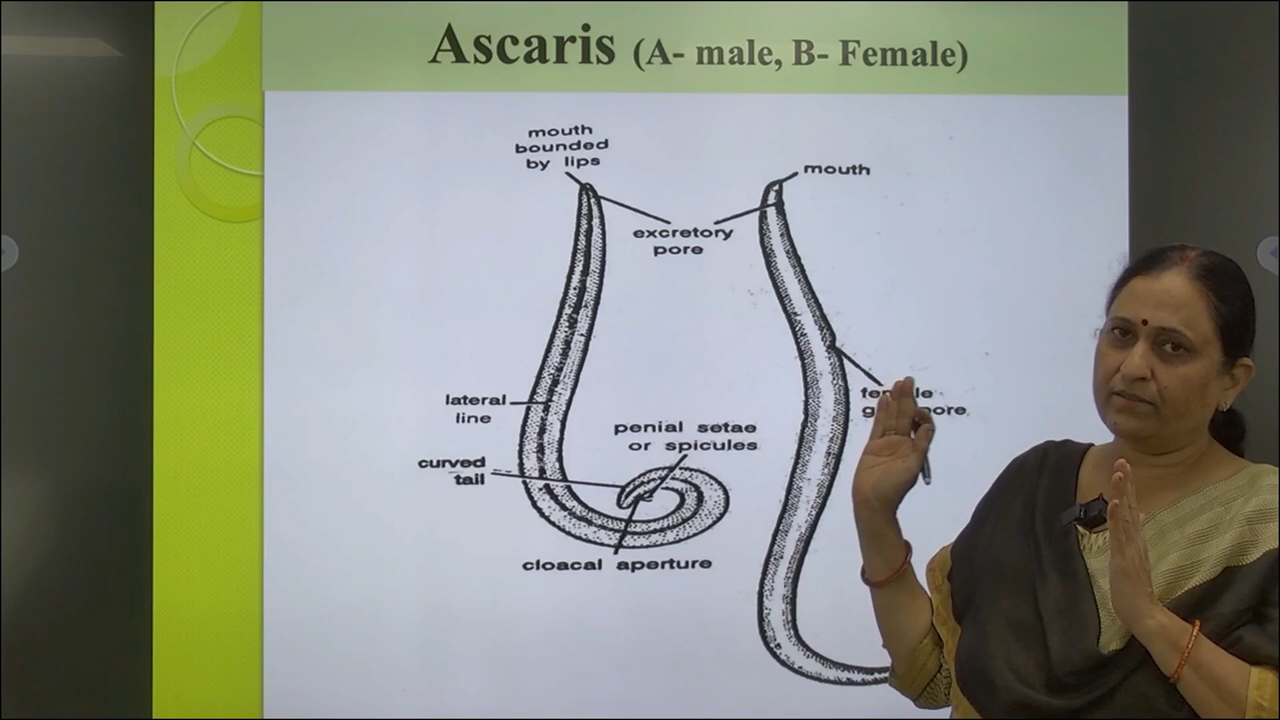 Ascaris (A- male, B- Female)
mouth
bounded
by lips
mouth
excretory
pore
lateral
line
penial setae
or spicules
curved
tail
cloacal aperture